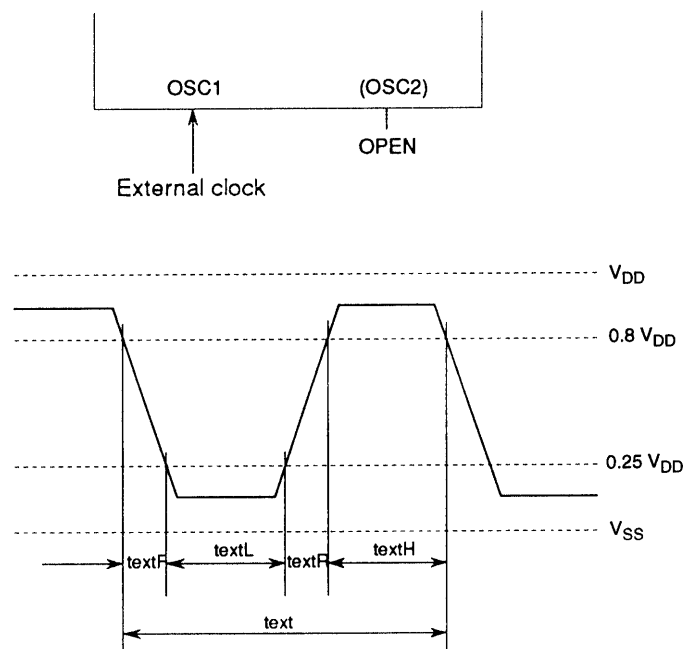 OSC1 (OSC2)
OPEN
External clock
VDD
0.8 VDD
0.25 VDD
VSS
textF textL textR textH
text